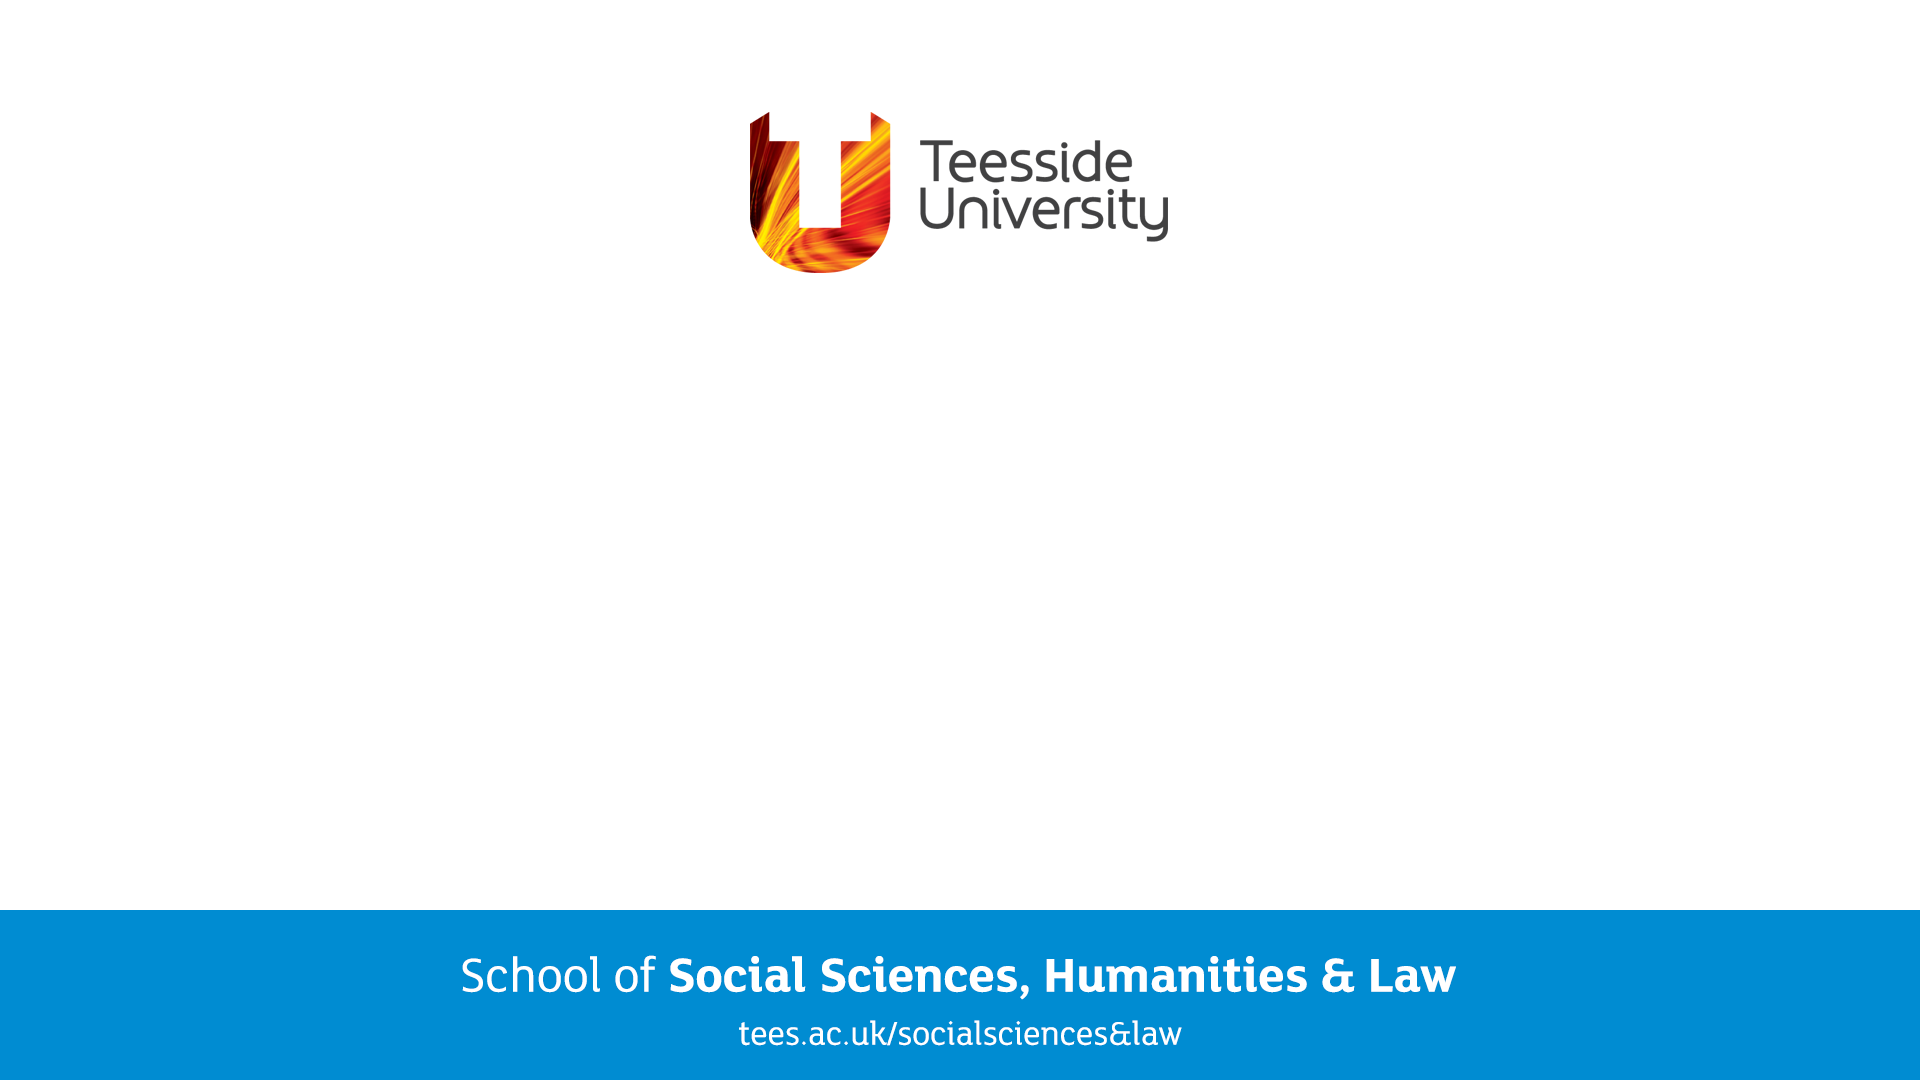 Teesside
University
School of Social Sciences, Humanities & Law
tees.ac.uk/socialsciences&law